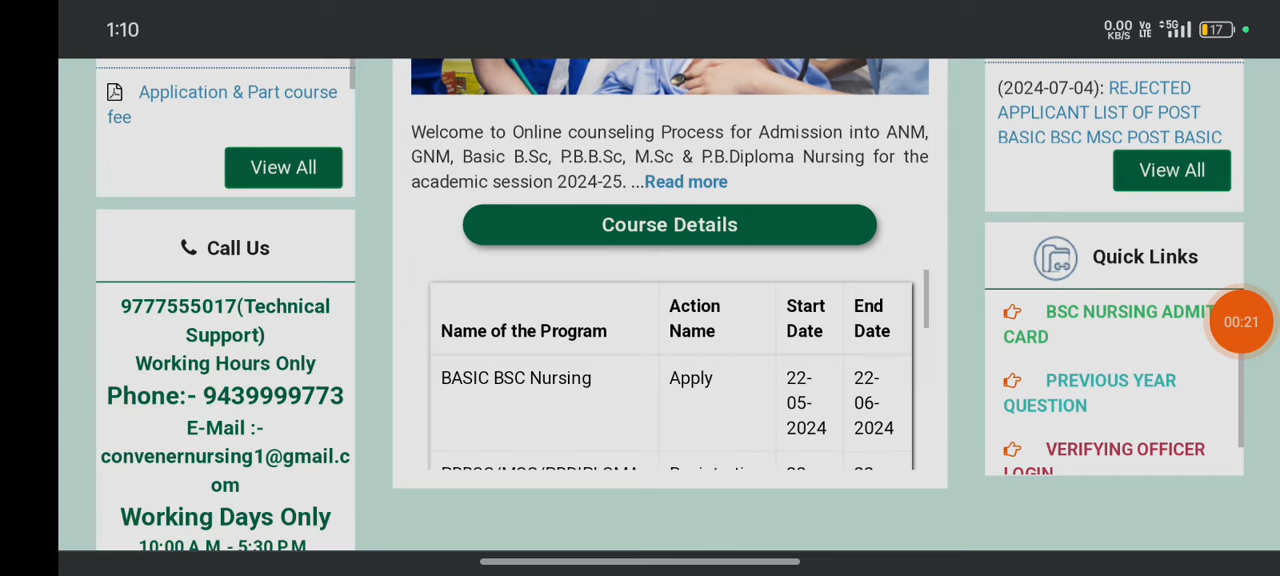 1:10
0.00 KB/S Vo LTE 5G 17
Application & Part course
fee
View All
Call Us
9777555017(Technical
Support)
Working Hours Only
Phone:- 9439999773
E-Mail :-
convenernursing1@gmail.c
om
Working Days Only
10:00 A.M. - 5:30 P.M.
Welcome to Online counseling Process for Admission into ANM,
GNM, Basic B.Sc, P.B.B.Sc, M.Sc & P.B.Diploma Nursing for the
academic session 2024-25. ...Read more
Course Details
Name of the Program Action Name Start Date End Date
BASIC BSC Nursing Apply 22-05-2024 22-06-2024
(2024-07-04): REJECTED
APPLICANT LIST OF POST
BASIC BSC MSC POST BASIC
View All
Quick Links
BSC NURSING ADMIT
CARD
PREVIOUS YEAR
QUESTION
VERIFYING OFFICER
LOGIN
00:21